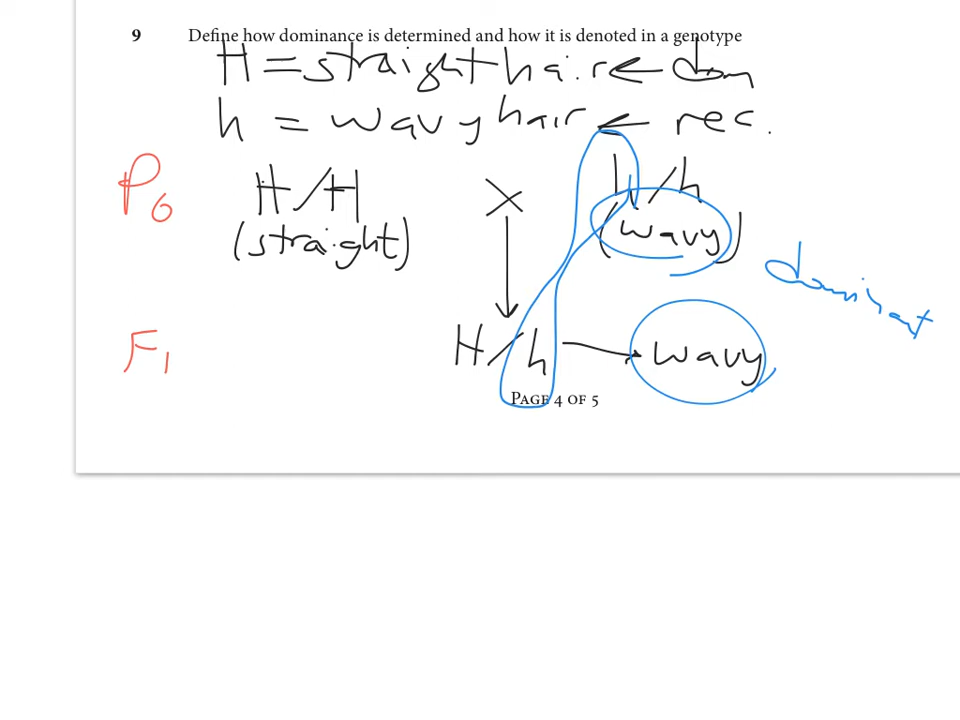 9 Define how dominance is determined and how it is denoted in a genotype
H = straight hair ← dom
h = wavy hair ← rec.
P₀ H/H × h/h
(straight) (wavy)
dominant
F₁ H/h → wavy
PAGE 4 OF 5